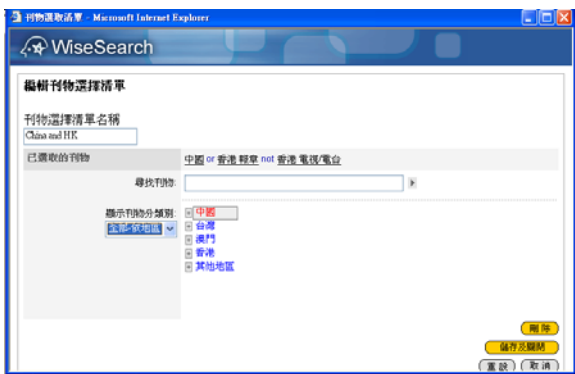 刊物選取清單 - Microsoft Internet Explorer
WiseSearch
編輯刊物選擇清單
刊物選擇清單名稱
China and HK
已選取的刊物
中國 or 香港 報章 not 香港 電視/電台
尋找刊物:
顯示刊物分類別:
全部-依地區
中國
台灣
澳門
香港
其他地區
刪除
儲存及關閉
重設 取消